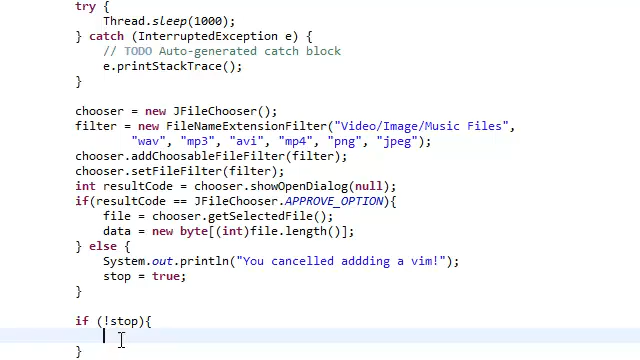 try {
Thread.sleep(1000);
} catch (InterruptedException e) {
// TODO Auto-generated catch block
e.printStackTrace();
}
chooser = new JFileChooser();
filter = new FileNameExtensionFilter("Video/Image/Music Files",
"wav", "mp3", "avi", "mp4", "png", "jpeg");
chooser.addChoosableFileFilter(filter);
chooser.setFileFilter(filter);
int resultCode = chooser.showOpenDialog(null);
if(resultCode == JFileChooser.APPROVE_OPTION){
file = chooser.getSelectedFile();
data = new byte[(int)file.length()];
} else {
System.out.println("You cancelled addding a vim!");
stop = true;
}
if (!stop){
}